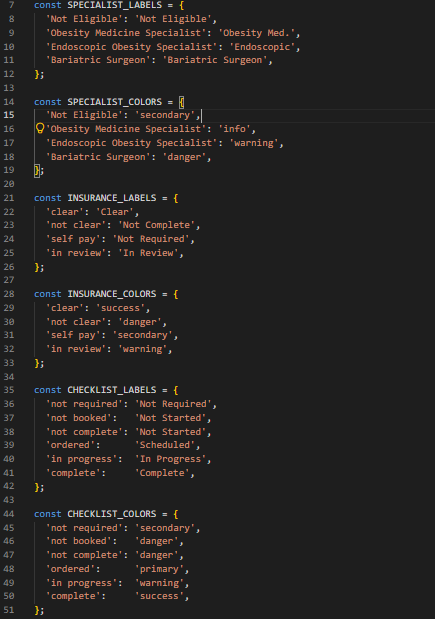 7 const SPECIALIST_LABELS = {
8 'Not Eligible': 'Not Eligible',
9 'Obesity Medicine Specialist': 'Obesity Med.',
10 'Endoscopic Obesity Specialist': 'Endoscopic',
11 'Bariatric Surgeon': 'Bariatric Surgeon',
12 };
13
14 const SPECIALIST_COLORS = {
15 'Not Eligible': 'secondary',
16 'Obesity Medicine Specialist': 'info',
17 'Endoscopic Obesity Specialist': 'warning',
18 'Bariatric Surgeon': 'danger',
19 };
20
21 const INSURANCE_LABELS = {
22 'clear': 'Clear',
23 'not clear': 'Not Complete',
24 'self pay': 'Not Required',
25 'in review': 'In Review',
26 };
27
28 const INSURANCE_COLORS = {
29 'clear': 'success',
30 'not clear': 'danger',
31 'self pay': 'secondary',
32 'in review': 'warning',
33 };
34
35 const CHECKLIST_LABELS = {
36 'not required': 'Not Required',
37 'not booked': 'Not Started',
38 'not complete': 'Not Started',
39 'ordered': 'Scheduled',
40 'in progress': 'In Progress',
41 'complete': 'Complete',
42 };
43
44 const CHECKLIST_COLORS = {
45 'not required': 'secondary',
46 'not booked': 'danger',
47 'not complete': 'danger',
48 'ordered': 'primary',
49 'in progress': 'warning',
50 'complete': 'success',
51 };